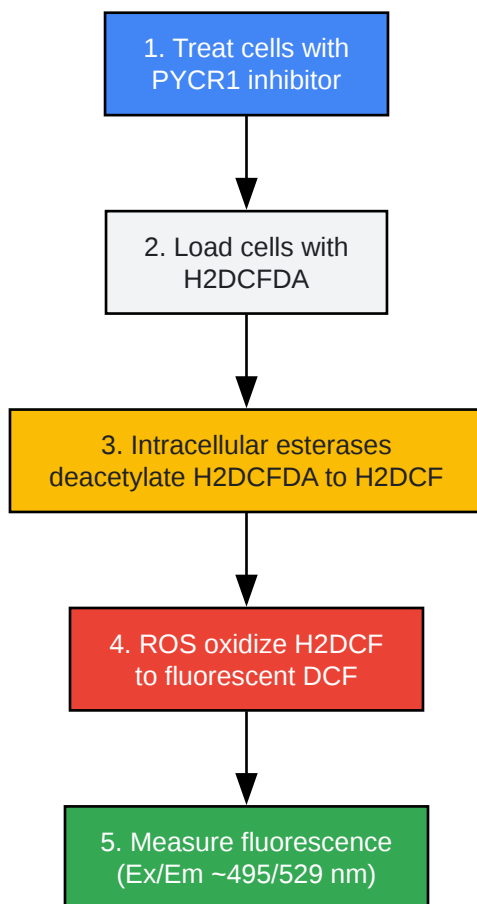 1. Treat cells with
PYCR1 inhibitor
2. Load cells with
H2DCFDA
3. Intracellular esterases
deacetylate H2DCFDA to H2DCF
4. ROS oxidize H2DCF
to fluorescent DCF
5. Measure fluorescence
(Ex/Em ~495/529 nm)